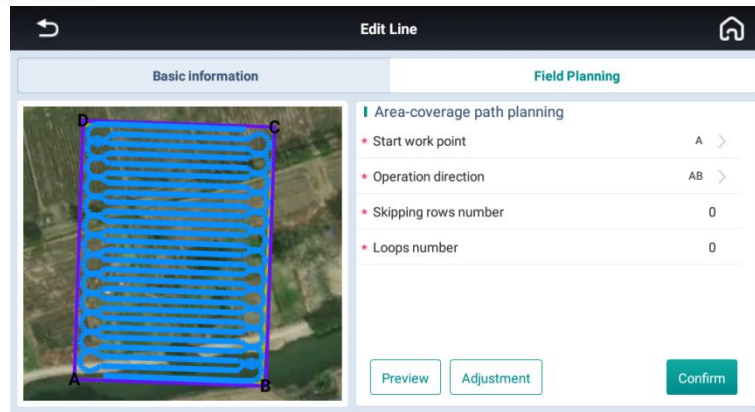 Edit Line
Basic information
Field Planning
D
C
A
B
Area-coverage path planning
* Start work point A
* Operation direction AB
* Skipping rows number 0
* Loops number 0
Preview
Adjustment
Confirm